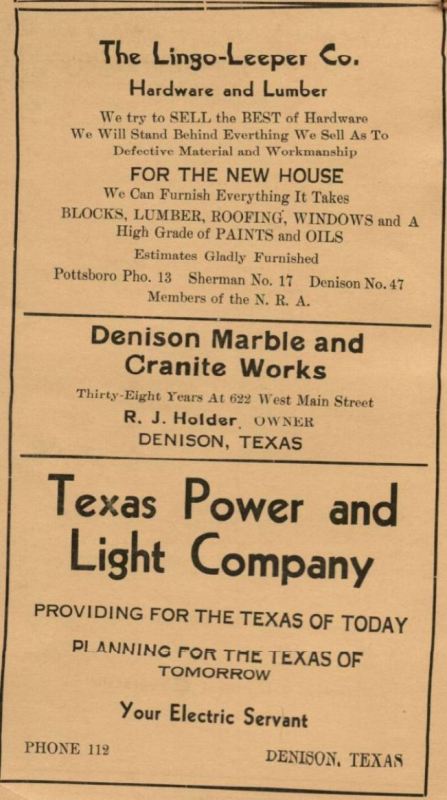 The Lingo-Leeper Co.
Hardware and Lumber
We try to SELL the BEST of Hardware
We Will Stand Behind Everthing We Sell As To
Defective Material and Workmanship
FOR THE NEW HOUSE
We Can Furnish Everything It Takes
BLOCKS, LUMBER, ROOFING, WINDOWS and A
High Grade of PAINTS and OILS
Estimates Gladly Furnished
Pottsboro Pho. 13 Sherman No. 17 Denison No. 47
Members of the N. R. A.
Denison Marble and
Cranite Works
Thirty-Eight Years At 622 West Main Street
R. J. Holder, OWNER
DENISON, TEXAS
Texas Power and
Light Company
PROVIDING FOR THE TEXAS OF TODAY
PLANNING FOR THE TEXAS OF
TOMORROW
Your Electric Servant
PHONE 112 DENISON, TEXAS